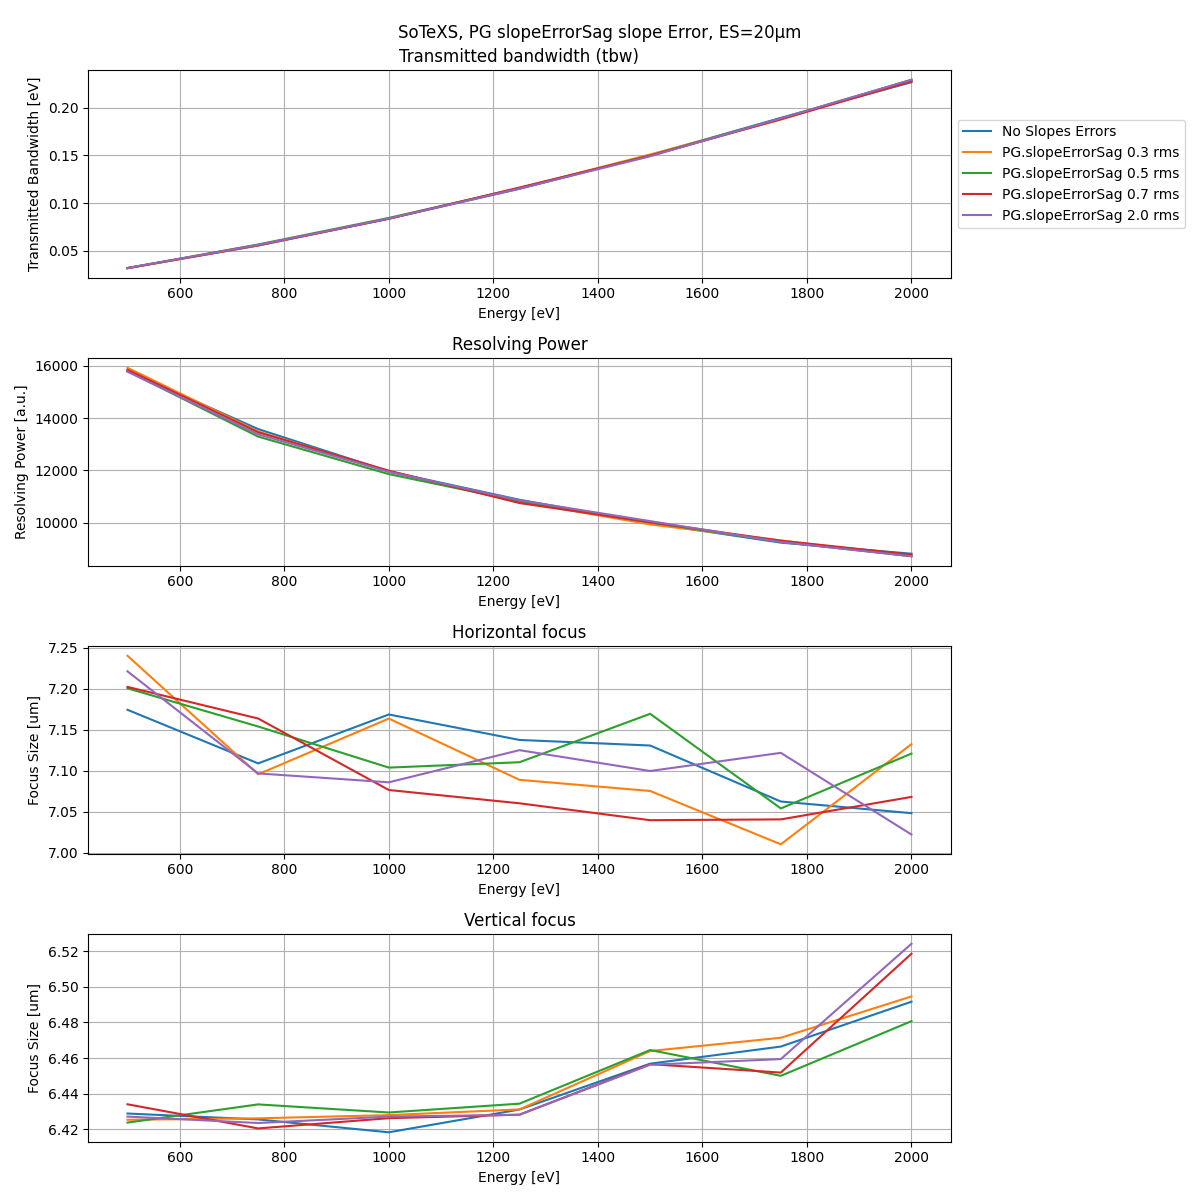 SoTeXS, PG slopeErrorSag slope Error, ES=20µm
Transmitted bandwidth (tbw)
Transmitted Bandwidth [eV]
0.20
0.15
0.10
0.05
600 800 1000 1200 1400 1600 1800 2000
Energy [eV]
No Slopes Errors
PG.slopeErrorSag 0.3 rms
PG.slopeErrorSag 0.5 rms
PG.slopeErrorSag 0.7 rms
PG.slopeErrorSag 2.0 rms
Resolving Power
Resolving Power [a.u.]
16000
14000
12000
10000
600 800 1000 1200 1400 1600 1800 2000
Energy [eV]
Horizontal focus
Focus Size [um]
7.25
7.20
7.15
7.10
7.05
7.00
600 800 1000 1200 1400 1600 1800 2000
Energy [eV]
Vertical focus
Focus Size [um]
6.52
6.50
6.48
6.46
6.44
6.42
600 800 1000 1200 1400 1600 1800 2000
Energy [eV]